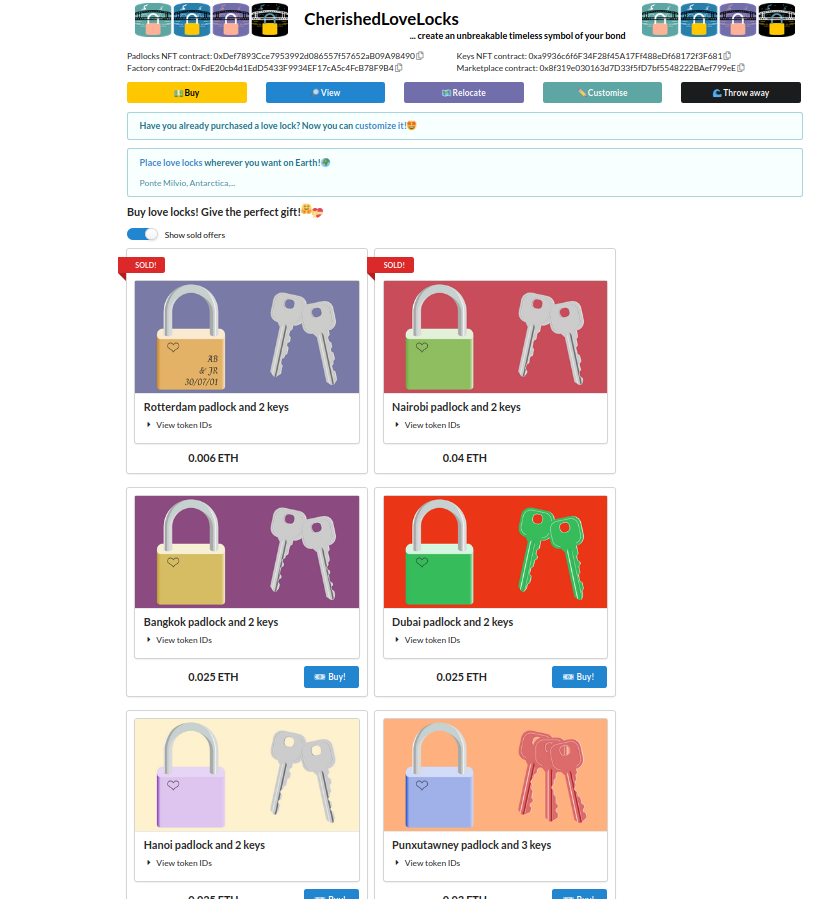 CherishedLoveLocks
... create an unbreakable timeless symbol of your bond
Padlocks NFT contract: 0xDef7893Cce7953992d086557f57652aB09A98490
Keys NFT contract: 0xa9936c6f6F34F28f45A17Ff488eDf68172f3F681
Factory contract: 0xFdE20cb4d1EdD5433F9934EF17cA5c4FcB78F9B4
Marketplace contract: 0x8f319e030163d7D33f5fD7bf5548222BAef799eE
Buy
View
Relocate
Customise
Throw away
Have you already purchased a love lock? Now you can customize it!
Place love locks wherever you want on Earth!
Ponte Milvio, Antarctica,...
Buy love locks! Give the perfect gift!
Show sold offers
SOLD!
SOLD!
AB
& JR
30/07/01
Rotterdam padlock and 2 keys
View token IDs
0.006 ETH
Nairobi padlock and 2 keys
View token IDs
0.04 ETH
Bangkok padlock and 2 keys
View token IDs
0.025 ETH
Buy!
Dubai padlock and 2 keys
View token IDs
0.025 ETH
Buy!
Hanoi padlock and 2 keys
View token IDs
0.025 ETH
Buy!
Punxutawney padlock and 3 keys
View token IDs
0.03 ETH
Buy!